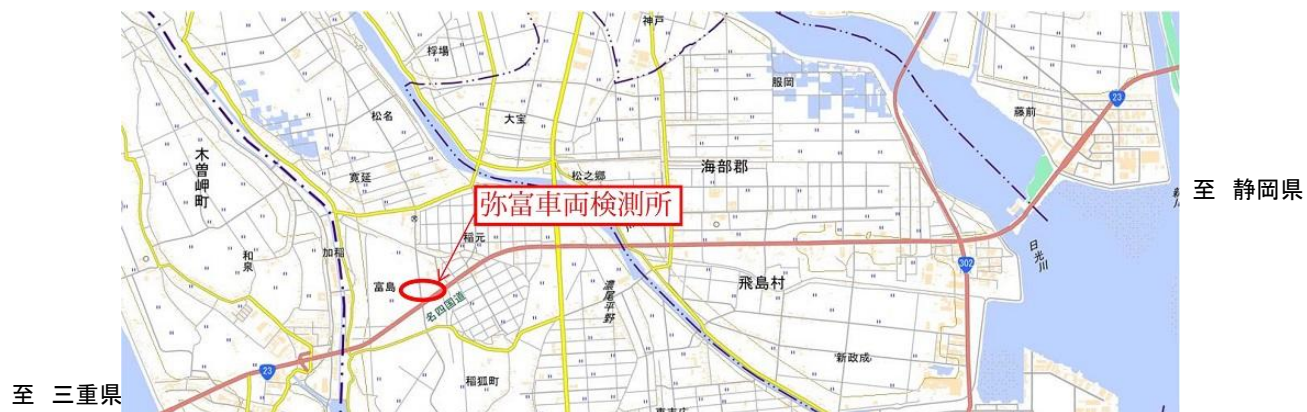 神戸
桴場
服岡
23
藤前
松名
大宝
木曽岬町
松之郷
海部郡
寛延
弥富車両検測所
至 静岡県
稲元
加稲
和泉
日光川
302
富島
飛島村
名四国道
濃尾平野
新政成
23
稲狐町
至 三重県